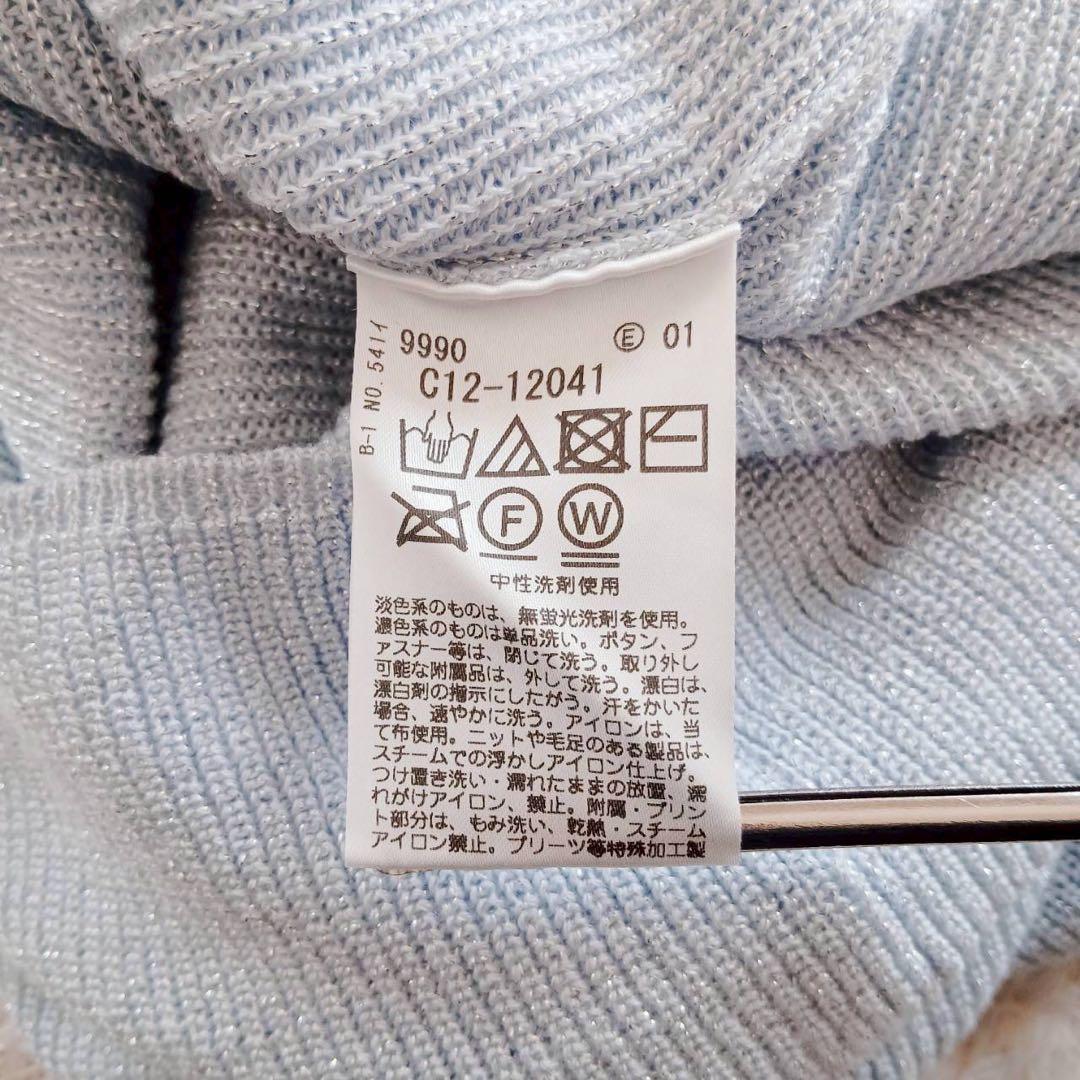 B-1 NO.541イ
9990 Ⓔ 01
C12-12041
F W
中性洗剤使用
淡色系のものは、無蛍光洗剤を使用。
濃色系のものは単品洗い。ボタン、フ
ァスナー等は、閉じて洗う。取り外し
可能な附属品は、外して洗う。漂白は、
漂白剤の指示にしたがう。汗をかいた
場合、速やかに洗う。アイロンは、当
て布使用。ニットや毛足のある製品は、
スチームでの浮かしアイロン仕上げ。
つけ置き洗い・濡れたままの放置、濡
れがけアイロン、禁止。附属・プリン
ト部分は、もみ洗い、乾熱・スチーム
アイロン禁止。プリーツ等特殊加工製